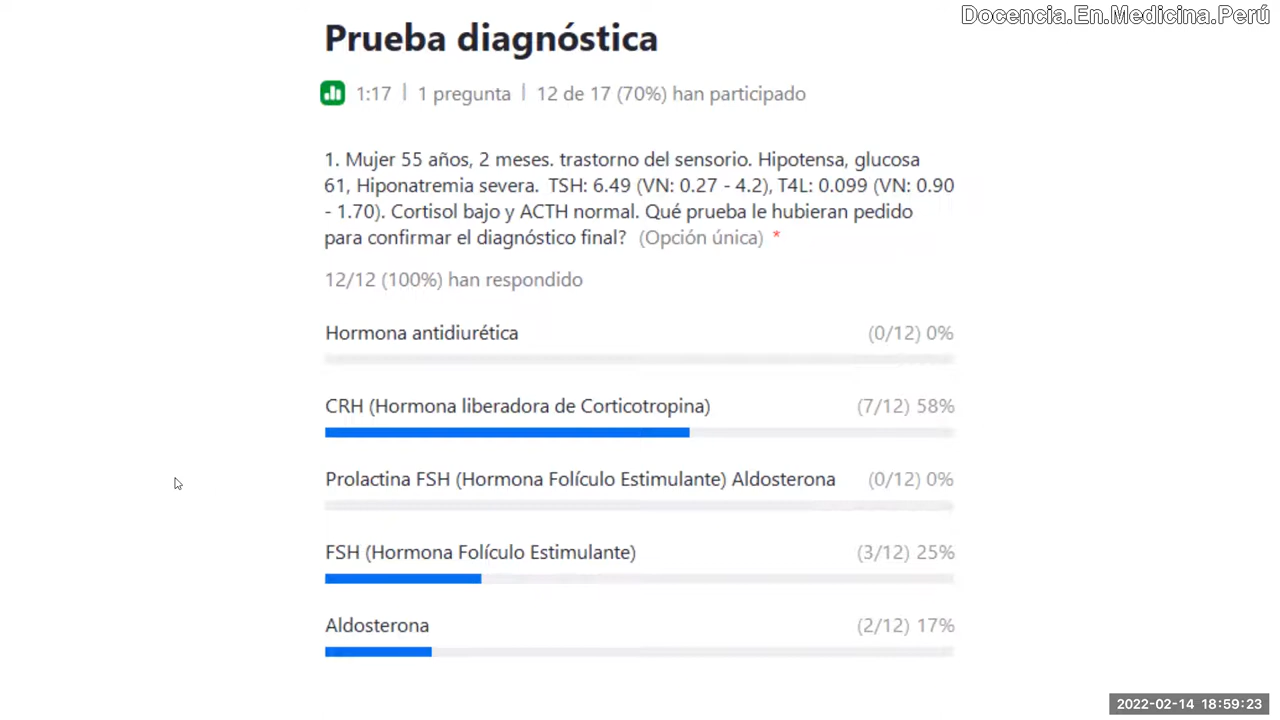 Docencia.En.Medicina.Perú
Prueba diagnóstica
1:17 | 1 pregunta | 12 de 17 (70%) han participado
1. Mujer 55 años, 2 meses. trastorno del sensorio. Hipotensa, glucosa
61, Hiponatremia severa. TSH: 6.49 (VN: 0.27 - 4.2), T4L: 0.099 (VN: 0.90
- 1.70). Cortisol bajo y ACTH normal. Qué prueba le hubieran pedido
para confirmar el diagnóstico final? (Opción única) *
12/12 (100%) han respondido
Hormona antidiurética (0/12) 0%
CRH (Hormona liberadora de Corticotropina) (7/12) 58%
Prolactina FSH (Hormona Folículo Estimulante) Aldosterona (0/12) 0%
FSH (Hormona Folículo Estimulante) (3/12) 25%
Aldosterona (2/12) 17%
2022-02-14 18:59:23